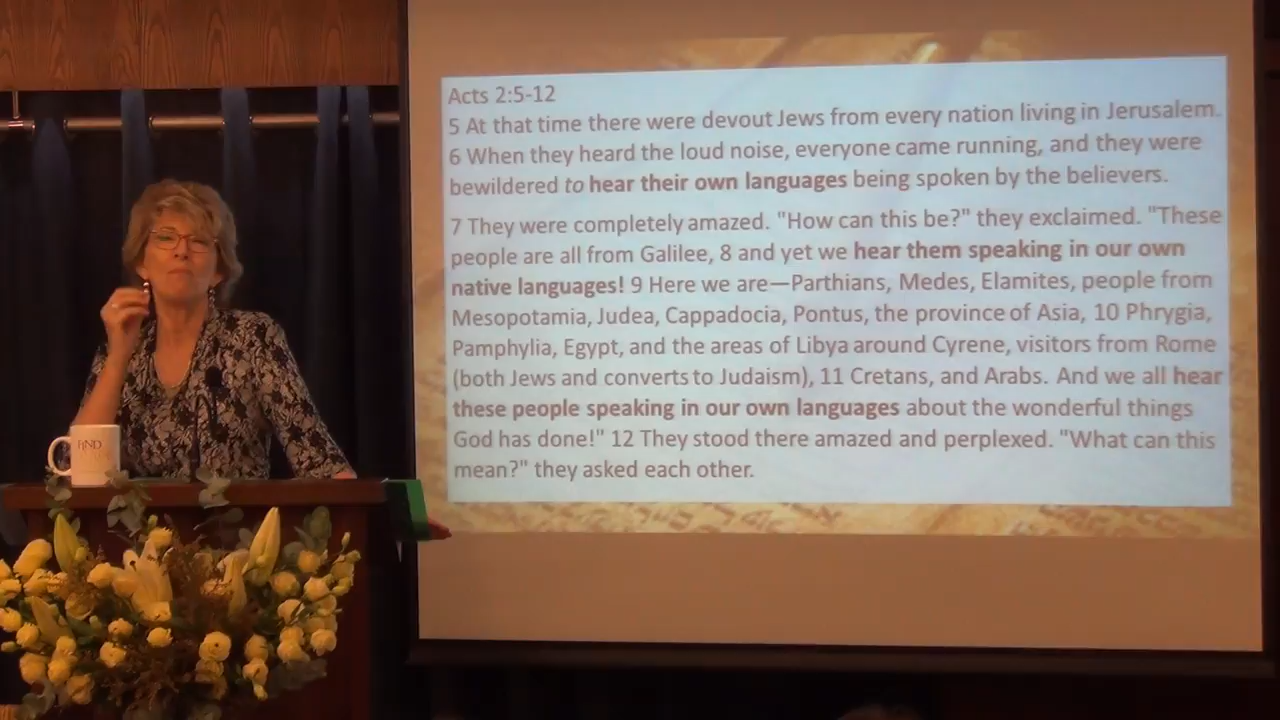 Acts 2:5-12
5 At that time there were devout Jews from every nation living in Jerusalem.
6 When they heard the loud noise, everyone came running, and they were
bewildered to hear their own languages being spoken by the believers.
7 They were completely amazed. "How can this be?" they exclaimed. "These
people are all from Galilee, 8 and yet we hear them speaking in our own
native languages! 9 Here we are—Parthians, Medes, Elamites, people from
Mesopotamia, Judea, Cappadocia, Pontus, the province of Asia, 10 Phrygia,
Pamphylia, Egypt, and the areas of Libya around Cyrene, visitors from Rome
(both Jews and converts to Judaism), 11 Cretans, and Arabs. And we all hear
these people speaking in our own languages about the wonderful things
God has done!" 12 They stood there amazed and perplexed. "What can this
mean?" they asked each other.